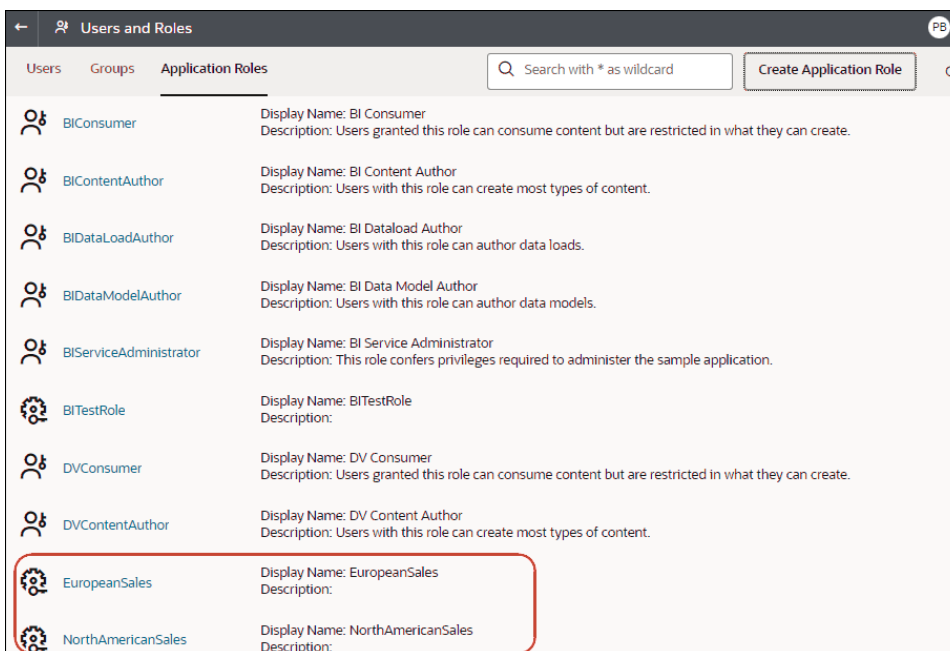 Users and Roles
PB
Users Groups Application Roles Search with * as wildcard Create Application Role
BIConsumer
Display Name: BI Consumer
Description: Users granted this role can consume content but are restricted in what they can create.
BIContentAuthor
Display Name: BI Content Author
Description: Users with this role can create most types of content.
BIDataLoadAuthor
Display Name: BI Dataload Author
Description: Users with this role can author data loads.
BIDataModelAuthor
Display Name: BI Data Model Author
Description: Users with this role can author data models.
BIServiceAdministrator
Display Name: BI Service Administrator
Description: This role confers privileges required to administer the sample application.
BITestRole
Display Name: BITestRole
Description:
DVConsumer
Display Name: DV Consumer
Description: Users granted this role can consume content but are restricted in what they can create.
DVContentAuthor
Display Name: DV Content Author
Description: Users with this role can create most types of content.
EuropeanSales
Display Name: EuropeanSales
Description:
NorthAmericanSales
Display Name: NorthAmericanSales
Description: